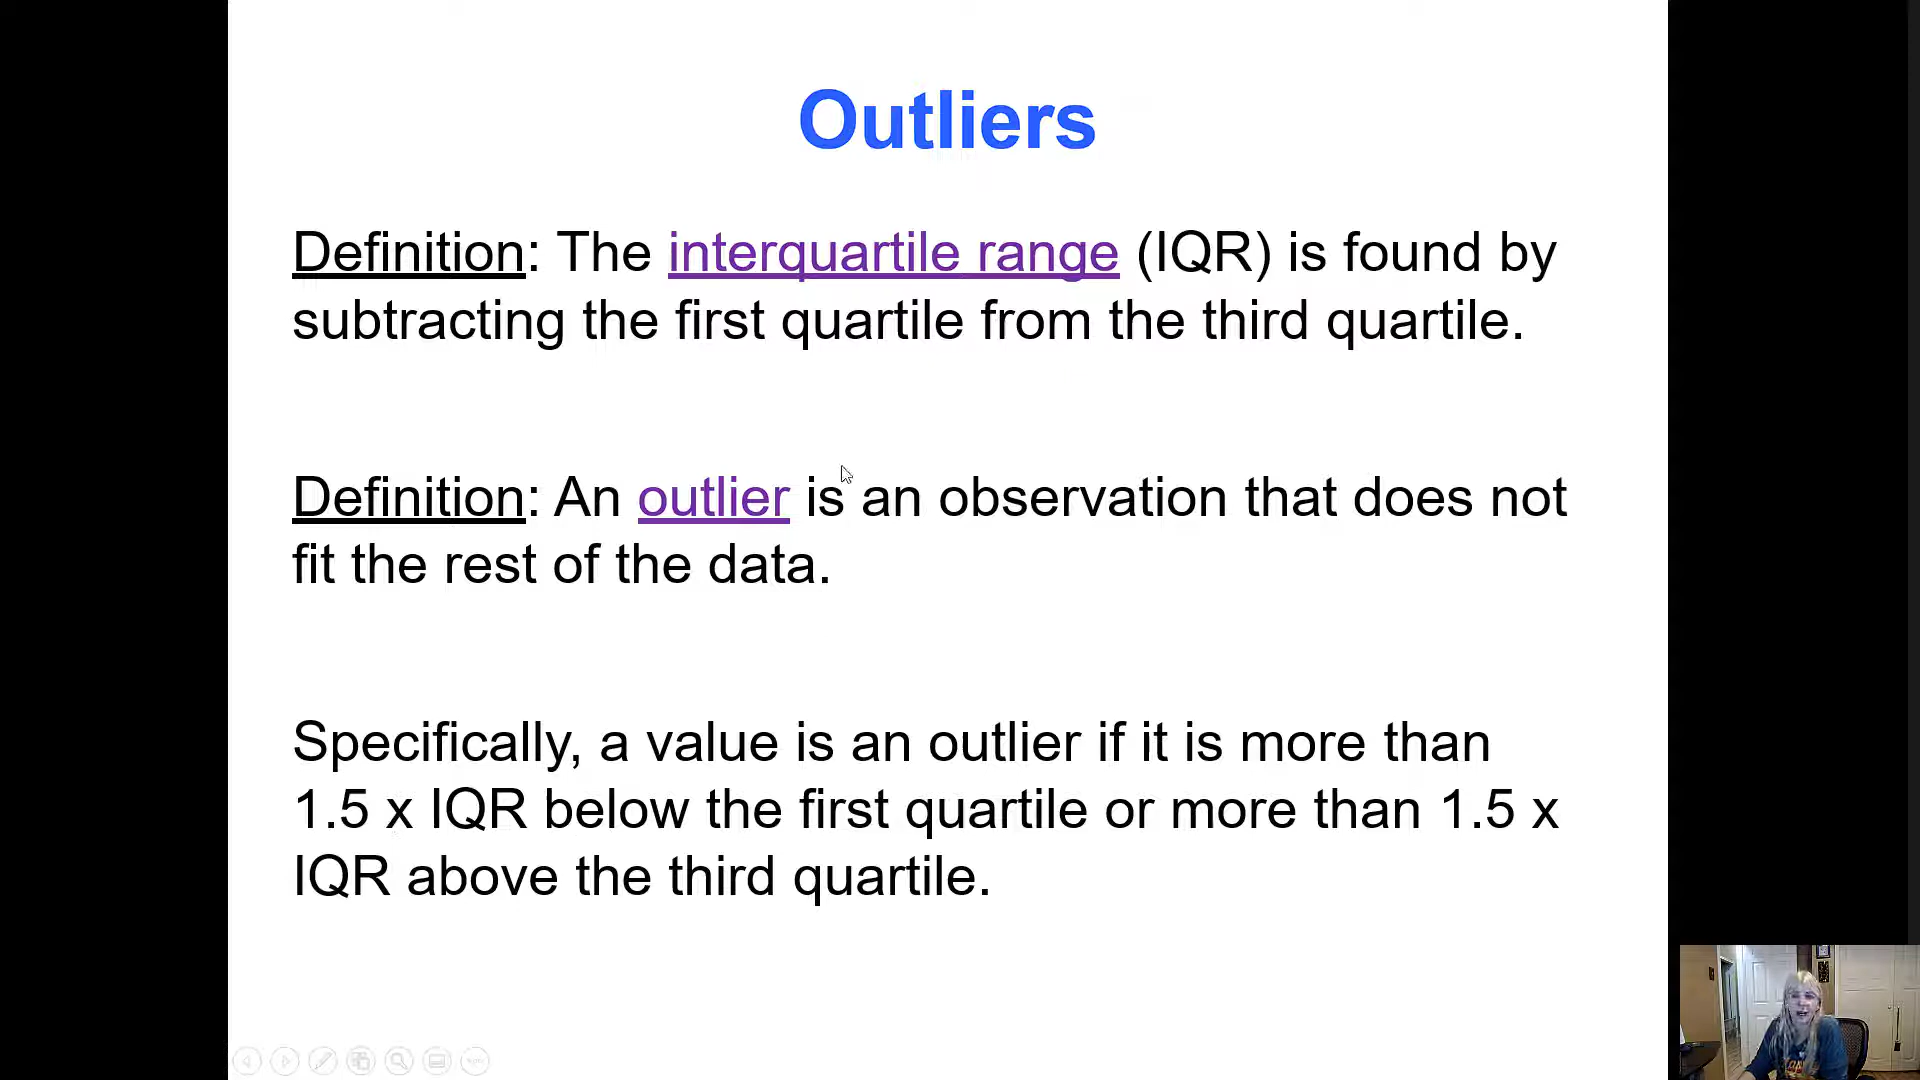 Outliers
Definition: The interquartile range (IQR) is found by
subtracting the first quartile from the third quartile.
Definition: An outlier is an observation that does not
fit the rest of the data.
Specifically, a value is an outlier if it is more than
1.5 x IQR below the first quartile or more than 1.5 x
IQR above the third quartile.